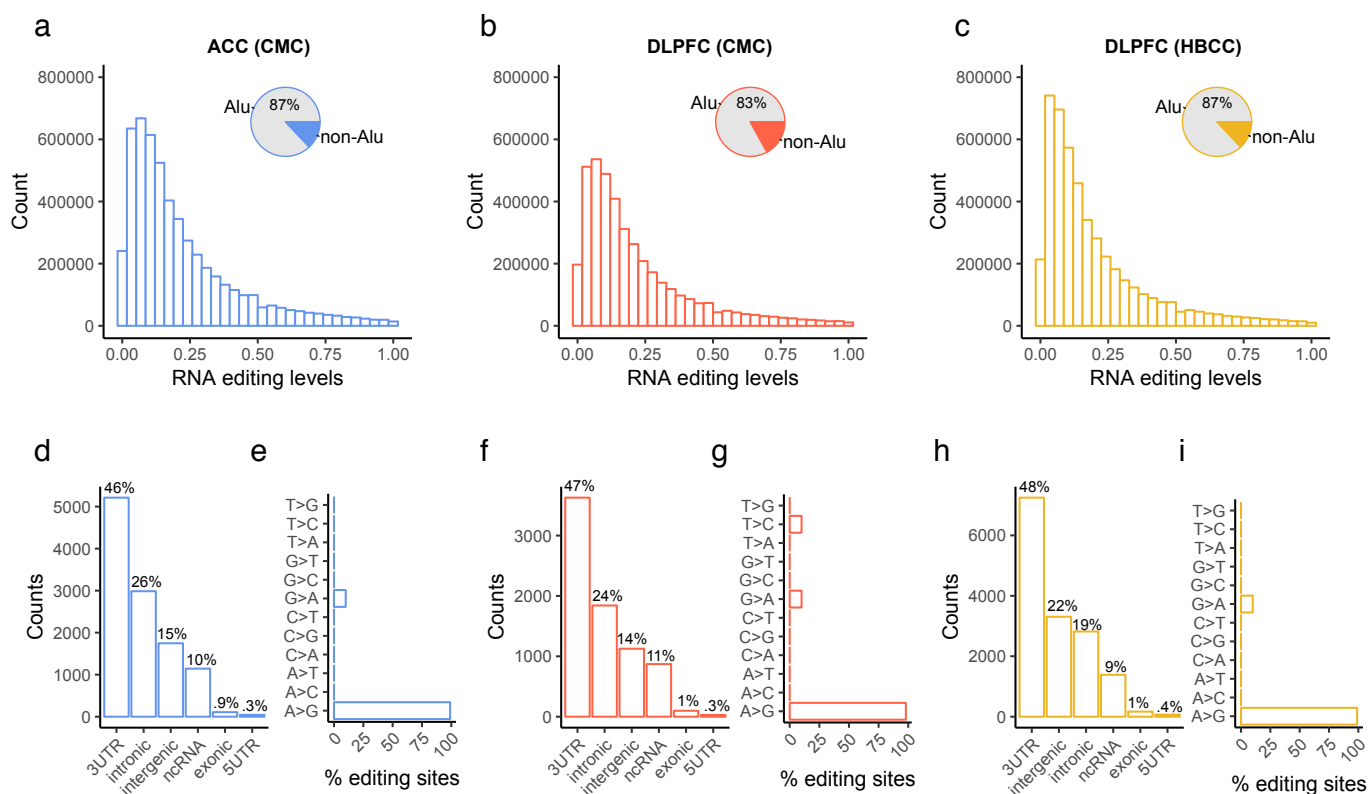 a
ACC (CMC)
800000
600000
400000
200000
0
Count
Alu
87%
non-Alu
0.00 0.25 0.50 0.75 1.00
RNA editing levels
b
DLPFC (CMC)
800000
600000
400000
200000
0
Count
Alu
83%
non-Alu
0.00 0.25 0.50 0.75 1.00
RNA editing levels
c
DLPFC (HBCC)
800000
600000
400000
200000
0
Count
Alu
87%
non-Alu
0.00 0.25 0.50 0.75 1.00
RNA editing levels
d
5000
4000
3000
2000
1000
0
Counts
46%
26%
15%
10%
.9%
.3%
3UTR
intronic
intergenic
ncRNA
exonic
5UTR
e
T>G
T>C
T>A
G>T
G>C
G>A
C>T
C>G
C>A
A>T
A>C
A>G
0 25 50 75 100
% editing sites
f
3000
2000
1000
0
Counts
47%
24%
14%
11%
1%
.3%
3UTR
intronic
intergenic
ncRNA
exonic
5UTR
g
T>G
T>C
T>A
G>T
G>C
G>A
C>T
C>G
C>A
A>T
A>C
A>G
0 25 50 75 100
% editing sites
h
6000
4000
2000
0
Counts
48%
22%
19%
9%
1%
.4%
3UTR
intergenic
intronic
ncRNA
exonic
5UTR
i
T>G
T>C
T>A
G>T
G>C
G>A
C>T
C>G
C>A
A>T
A>C
A>G
0 25 50 75 100
% editing sites